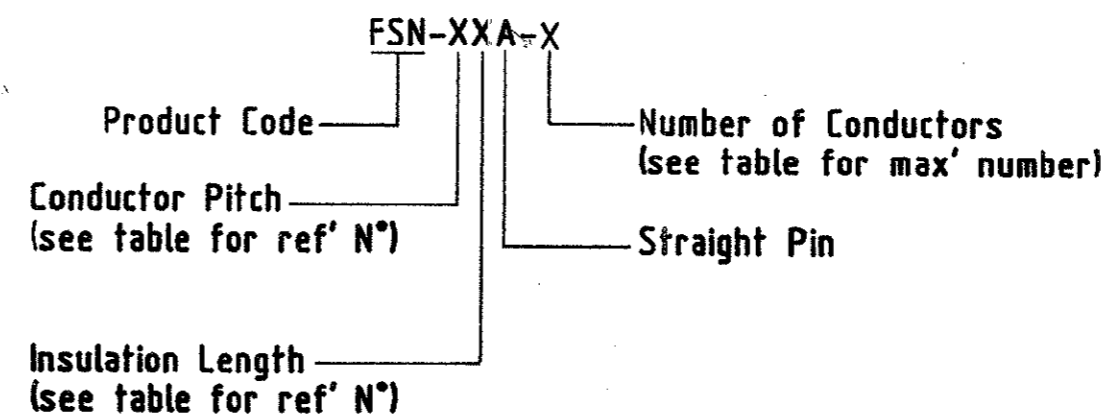 FSN-XXA-X
Product Code
Number of Conductors
(see table for max' number)
Conductor Pitch
(see table for ref' N°)
Straight Pin
Insulation Length
(see table for ref' N°)